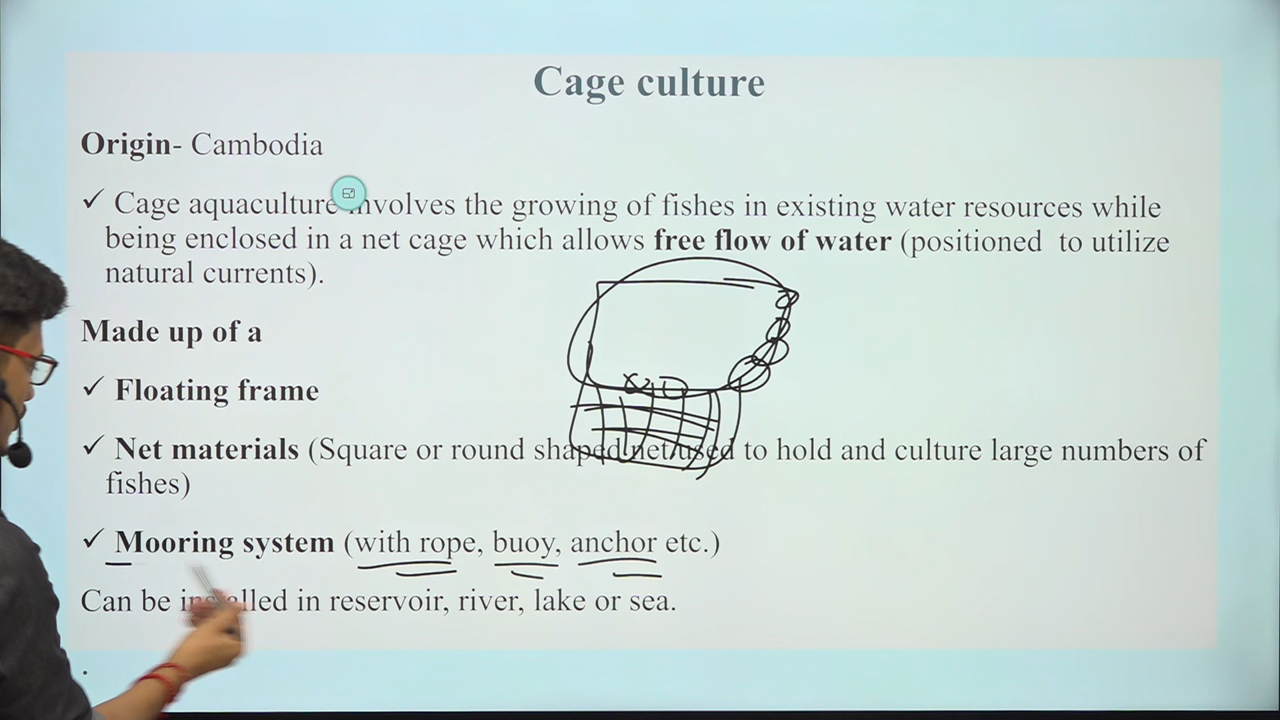 Cage culture
Origin- Cambodia
✓ Cage aquaculture involves the growing of fishes in existing water resources while
being enclosed in a net cage which allows free flow of water (positioned to utilize
natural currents).
Made up of a
✓ Floating frame
✓ Net materials (Square or round shaped net used to hold and culture large numbers of
fishes)
✓ Mooring system (with rope, buoy, anchor etc.)
Can be installed in reservoir, river, lake or sea.
.